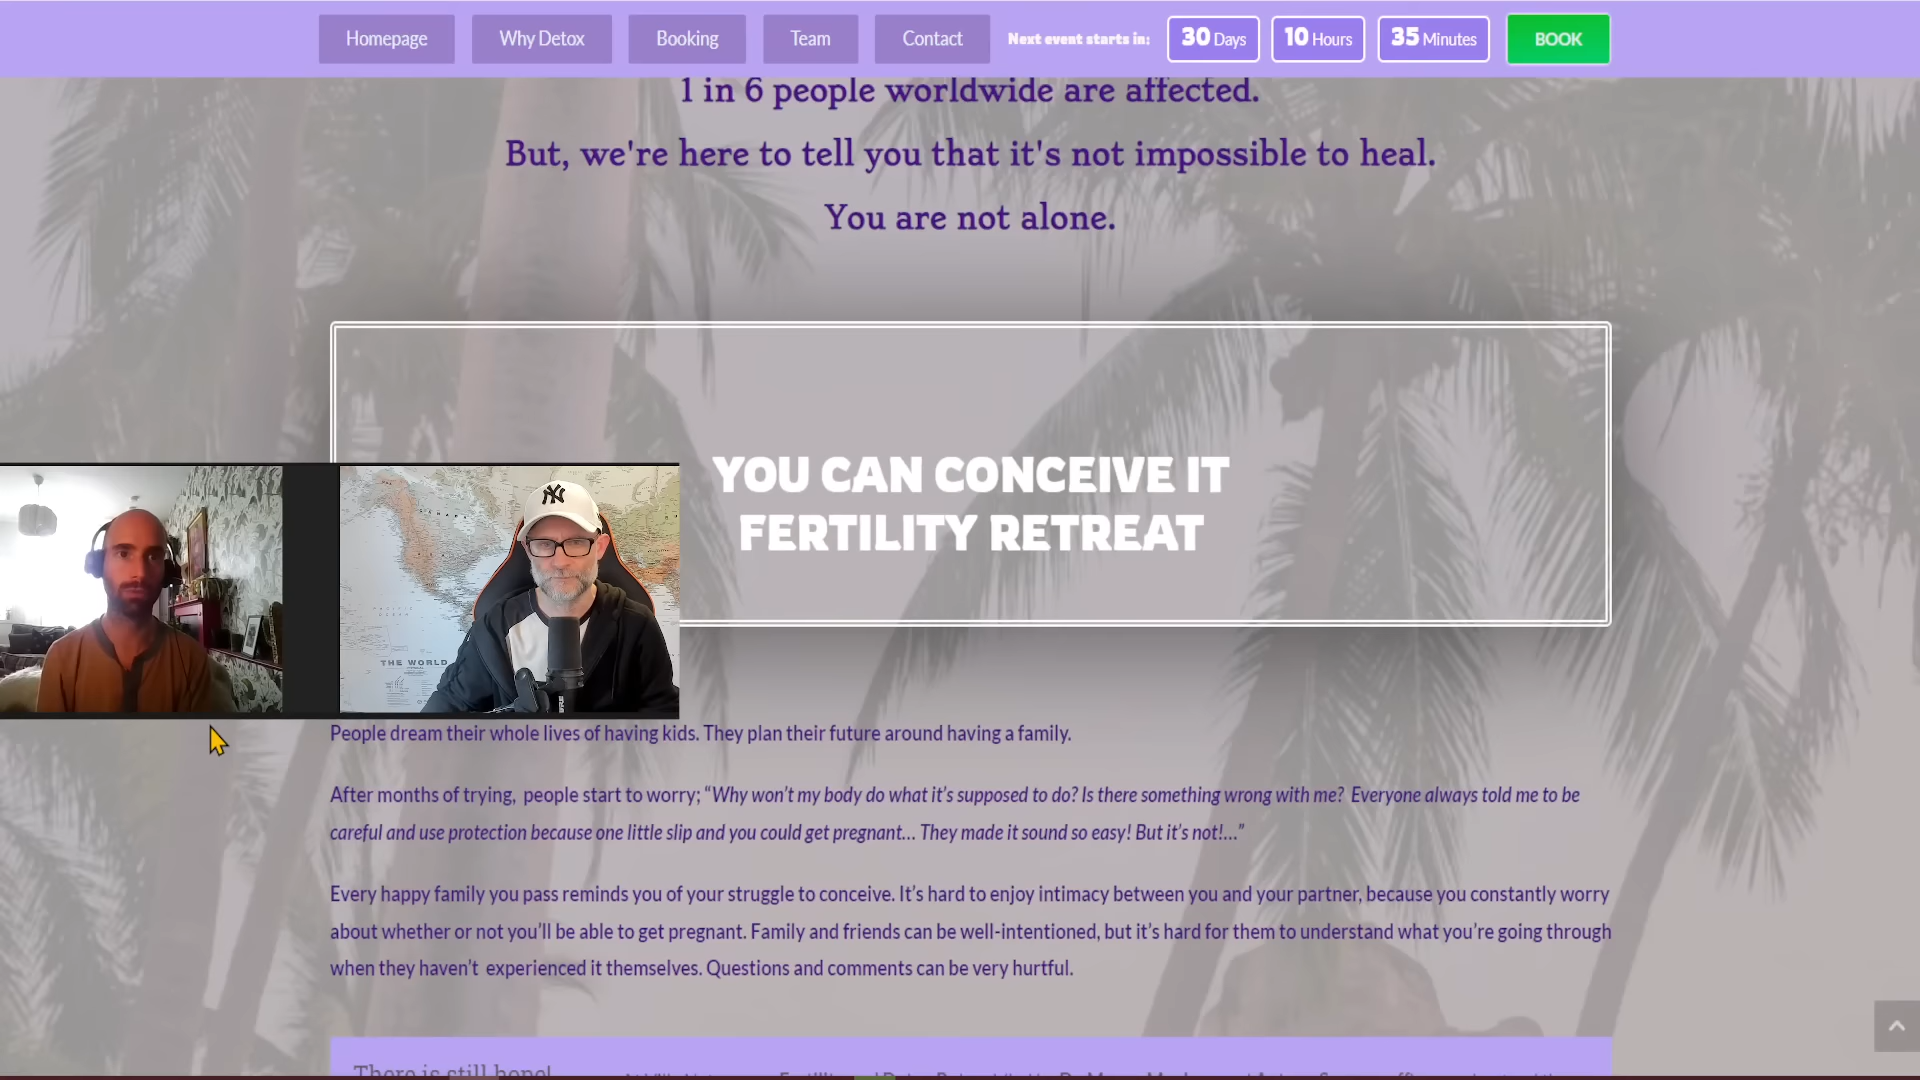 Homepage
Why Detox
Booking
Team
Contact
Next event starts in:
30 Days
10 Hours
35 Minutes
BOOK
1 in 6 people worldwide are affected.
But, we're here to tell you that it's not impossible to heal.
You are not alone.
YOU CAN CONCEIVE IT
FERTILITY RETREAT
NY
THE WORLD
People dream their whole lives of having kids. They plan their future around having a family.
After months of trying, people start to worry; “Why won’t my body do what it’s supposed to do? Is there something wrong with me? Everyone always told me to be
careful and use protection because one little slip and you could get pregnant… They made it sound so easy! But it’s not!…”
Every happy family you pass reminds you of your struggle to conceive. It’s hard to enjoy intimacy between you and your partner, because you constantly worry
about whether or not you’ll be able to get pregnant. Family and friends can be well-intentioned, but it’s hard for them to understand what you’re going through
when they haven’t experienced it themselves. Questions and comments can be very hurtful.
There is still hope!